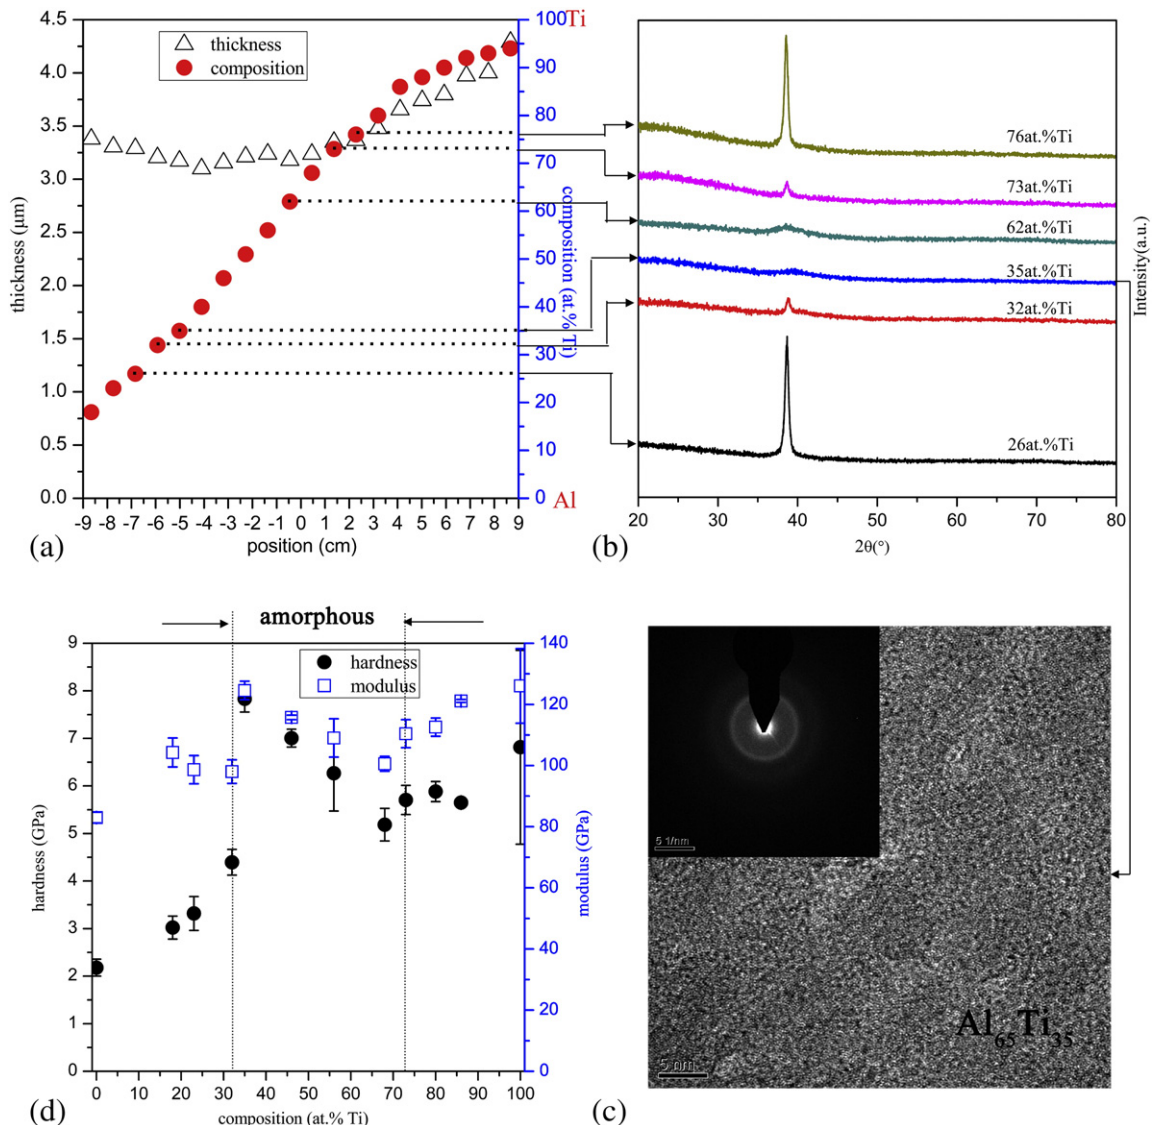 4.5
4.0
3.5
3.0
2.5
2.0
1.5
1.0
0.5
0.0
thickness (μm)
thickness
composition
100
90
80
70
60
50
40
30
20
10
0
Ti
Al
composition (at.% Ti)
-9 -8 -7 -6 -5 -4 -3 -2 -1 0 1 2 3 4 5 6 7 8 9
position (cm)
(a)
76at.%Ti
73at.%Ti
62at.%Ti
35at.%Ti
32at.%Ti
26at.%Ti
Intensity(a.u.)
20 30 40 50 60 70 80
2θ(°)
(b)
amorphous
hardness
modulus
9
8
7
6
5
4
3
2
1
0
hardness (GPa)
140
120
100
80
60
40
20
0
modulus (GPa)
0 10 20 30 40 50 60 70 80 90 100
composition (at.% Ti)
(d)
5 1/nm
Al65Ti35
5 nm
(c)